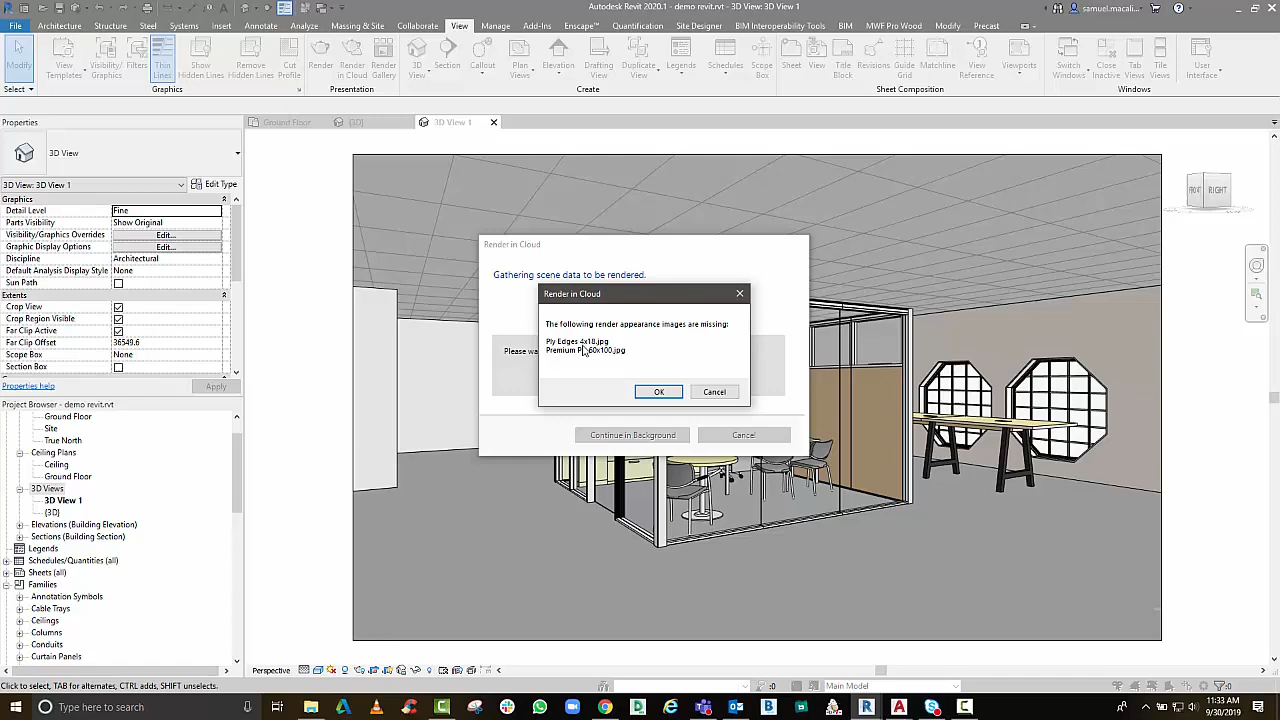 Autodesk Revit 2020.1 - demo revit.rvt - 3D View: 3D View 1
samuel.macali...
File Architecture Structure Steel Systems Insert Annotate Analyze Massing & Site Collaborate View Manage Add-Ins Enscape™ Quantification Site Designer BIM Interoperability Tools BIM MWF Pro Wood Modify Precast
Modify View Templates Visibility/ Graphics Filters Thin Lines Show Hidden Lines Remove Hidden Lines Cut Profile Render Render in Cloud Render Gallery 3D View Section Callout Plan Views Elevation Drafting View Duplicate View Legends Schedules Scope Box Sheet View Title Block Revisions Guide Grid Matchline View Reference Viewports Switch Windows Close Inactive Tab Views Tile Views User Interface
Select Graphics Presentation Create Sheet Composition Windows
Properties
Ground Floor {3D} 3D View 1
3D View
3D View: 3D View 1 Edit Type
Graphics
Detail Level Fine
Parts Visibility Show Original
Visibility/Graphics Overrides Edit...
Graphic Display Options Edit...
Discipline Architectural
Default Analysis Display Style None
Sun Path
Extents
Crop View
Crop Region Visible
Far Clip Active
Far Clip Offset 36549.6
Scope Box None
Section Box
Properties help Apply
Project Browser - demo revit.rvt
Ground Floor
Site
True North
Ceiling Plans
Ceiling
Ground Floor
3D Views
3D View 1
{3D}
Elevations (Building Elevation)
Sections (Building Section)
Legends
Schedules/Quantities (all)
Sheets (all)
Families
Annotation Symbols
Cable Trays
Ceilings
Columns
Conduits
Curtain Panels
FRONT RIGHT
Render in Cloud
Gathering scene data to be rendered.
Please wa
Continue in Background Cancel
Render in Cloud
The following render appearance images are missing:
Ply Edges 4x18.jpg
Premium P 60x100.jpg
OK Cancel
Perspective
Click to select, TAB for alternates, CTRL adds, SHIFT unselects.
:0 Main Model :0
Type here to search
11:33 AM
9/30/2019